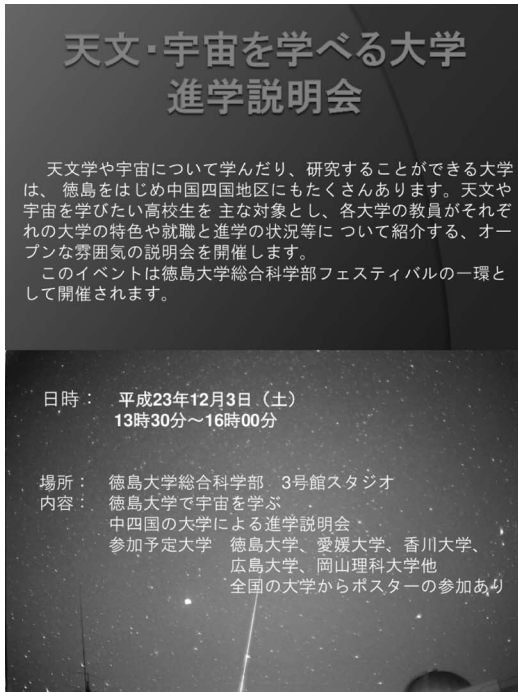 天文・宇宙を学べる大学
進学説明会
天文学や宇宙について学んだり、研究することができる大学
は、 徳島をはじめ中国四国地区にもたくさんあります。天文や
宇宙を学びたい高校生を 主な対象とし、各大学の教員がそれぞ
れの大学の特色や就職と進学の状況等に ついて紹介する、オー
プンな雰囲気の説明会を開催します。
このイベントは徳島大学総合科学部フェスティバルの一環と
して開催されます。
日時： 平成23年12月3日（土）
13時30分～16時00分
場所： 徳島大学総合科学部 3号館スタジオ
内容： 徳島大学で宇宙を学ぶ
中四国の大学による進学説明会
参加予定大学 徳島大学、愛媛大学、香川大学、
広島大学、岡山理科大学他
全国の大学からポスターの参加あり